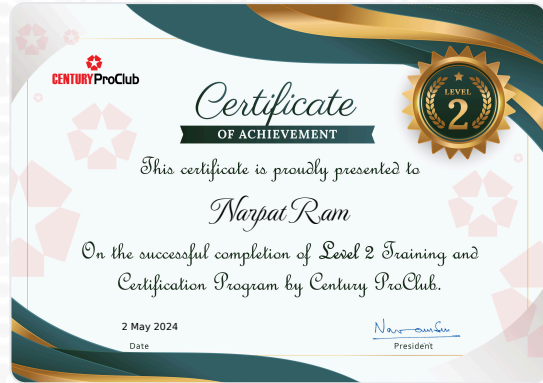 CENTURY ProClub
LEVEL
2
Certificate
OF ACHIEVEMENT
This certificate is proudly presented to
Narpat Ram
On the successful completion of Level 2 Training and
Certification Program by Century ProClub.
2 May 2024
Date
President